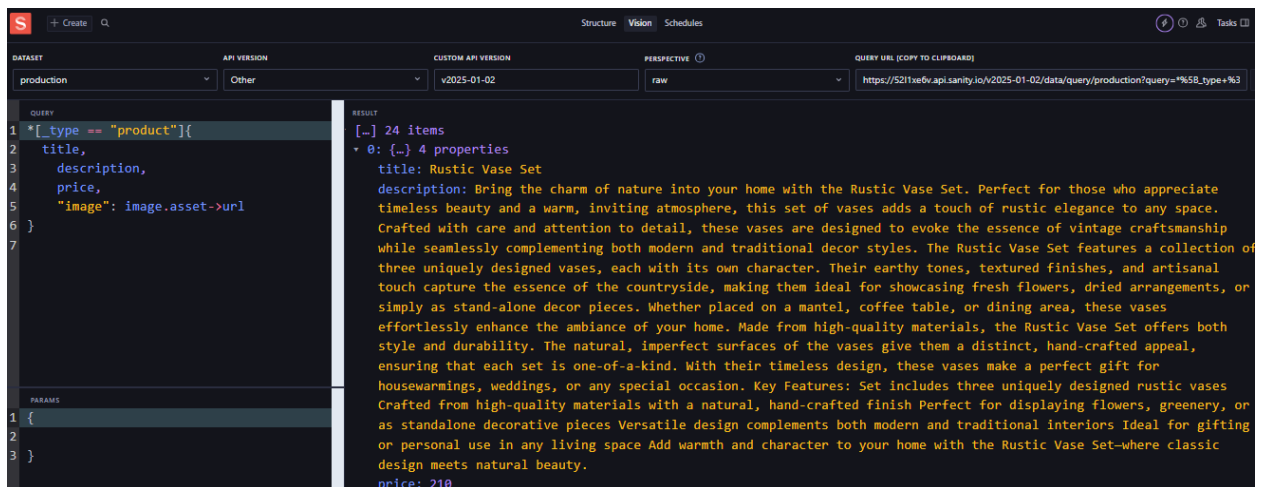 S + Create Structure Vision Schedules Tasks
DATASET API VERSION CUSTOM API VERSION PERSPECTIVE QUERY URL [COPY TO CLIPBOARD]
production Other v2025-01-02 raw https://52l1xe6v.api.sanity.io/v2025-01-02/data/query/production?query=*%5B_type+%3
QUERY
1 *[_type == "product"]{
2 title,
3 description,
4 price,
5 "image": image.asset->url
6 }
7
PARAMS
1 {
2
3 }
RESULT
[…] 24 items
0: {…} 4 properties
title: Rustic Vase Set
description: Bring the charm of nature into your home with the Rustic Vase Set. Perfect for those who appreciate
timeless beauty and a warm, inviting atmosphere, this set of vases adds a touch of rustic elegance to any space.
Crafted with care and attention to detail, these vases are designed to evoke the essence of vintage craftsmanship
while seamlessly complementing both modern and traditional decor styles. The Rustic Vase Set features a collection of
three uniquely designed vases, each with its own character. Their earthy tones, textured finishes, and artisanal
touch capture the essence of the countryside, making them ideal for showcasing fresh flowers, dried arrangements, or
simply as stand-alone decor pieces. Whether placed on a mantel, coffee table, or dining area, these vases
effortlessly enhance the ambiance of your home. Made from high-quality materials, the Rustic Vase Set offers both
style and durability. The natural, imperfect surfaces of the vases give them a distinct, hand-crafted appeal,
ensuring that each set is one-of-a-kind. With their timeless design, these vases make a perfect gift for
housewarmings, weddings, or any special occasion. Key Features: Set includes three uniquely designed rustic vases
Crafted from high-quality materials with a natural, hand-crafted finish Perfect for displaying flowers, greenery, or
as standalone decorative pieces Versatile design complements both modern and traditional interiors Ideal for gifting
or personal use in any living space Add warmth and character to your home with the Rustic Vase Set—where classic
design meets natural beauty.
price: 210